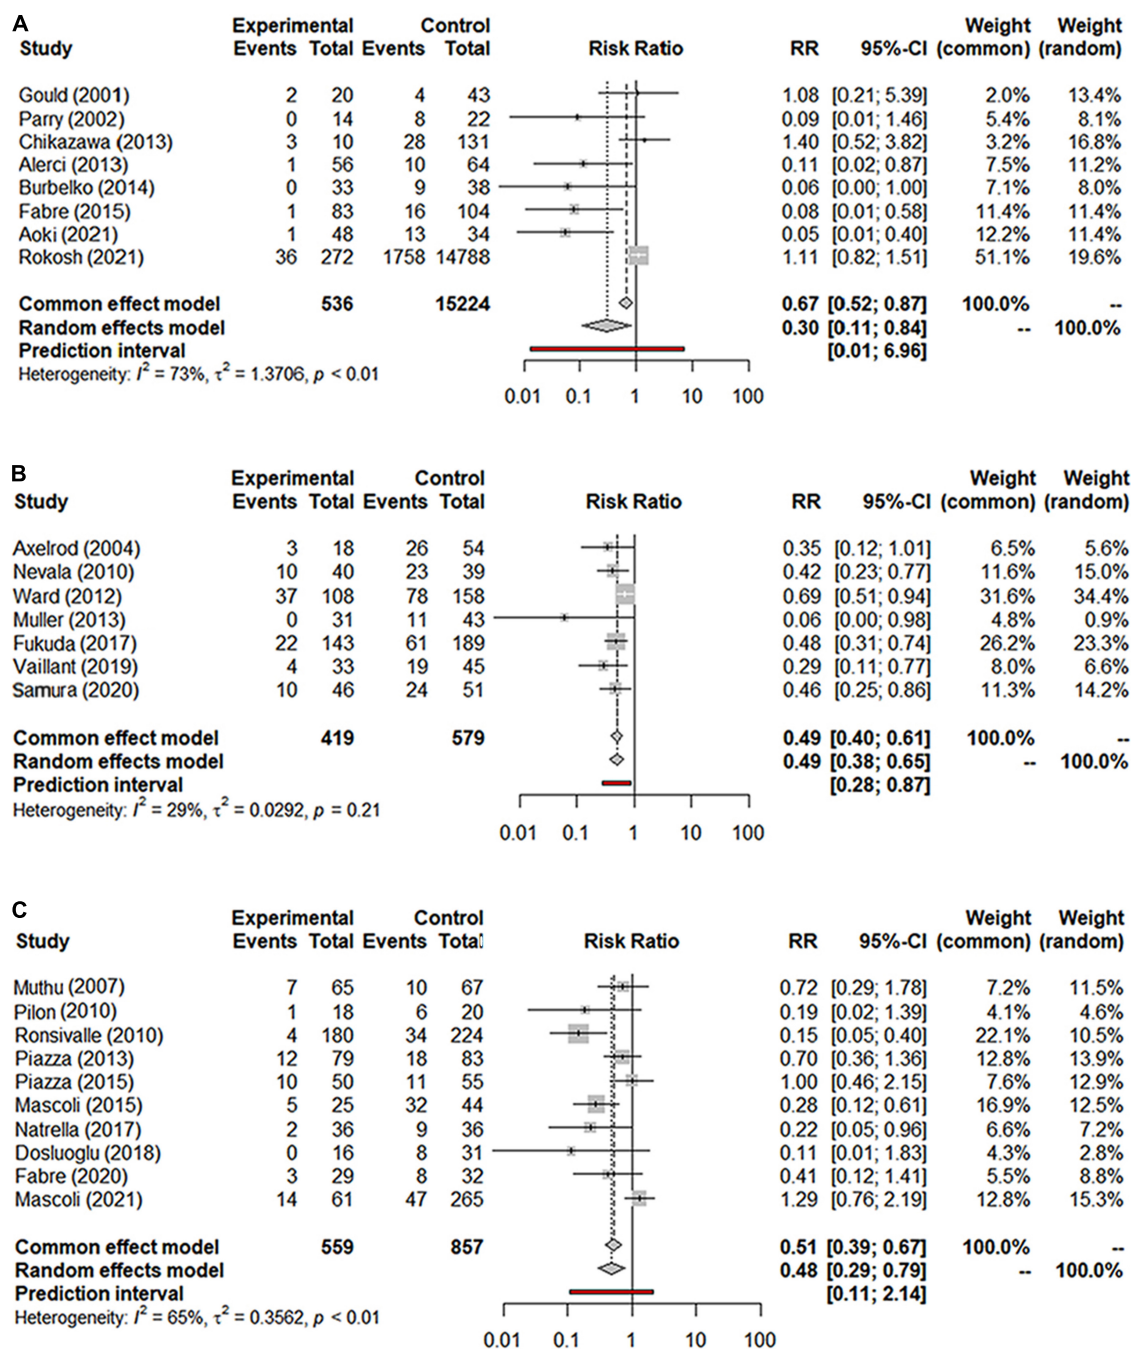 A
Experimental Control Weight Weight
Study Events Total Events Total Risk Ratio RR 95%-CI (common) (random)
Gould (2001) 2 20 4 43 1.08 [0.21; 5.39] 2.0% 13.4%
Parry (2002) 0 14 8 22 0.09 [0.01; 1.46] 5.4% 8.1%
Chikazawa (2013) 3 10 28 131 1.40 [0.52; 3.82] 3.2% 16.8%
Alerci (2013) 1 56 10 64 0.11 [0.02; 0.87] 7.5% 11.2%
Burbelko (2014) 0 33 9 38 0.06 [0.00; 1.00] 7.1% 8.0%
Fabre (2015) 1 83 16 104 0.08 [0.01; 0.58] 11.4% 11.4%
Aoki (2021) 1 48 13 34 0.05 [0.01; 0.40] 12.2% 11.4%
Rokosh (2021) 36 272 1758 14788 1.11 [0.82; 1.51] 51.1% 19.6%
Common effect model 536 15224 0.67 [0.52; 0.87] 100.0% --
Random effects model 0.30 [0.11; 0.84] -- 100.0%
Prediction interval [0.01; 6.96]
Heterogeneity: I² = 73%, τ² = 1.3706, p < 0.01
0.01 0.1 1 10 100
B
Experimental Control Weight Weight
Study Events Total Events Total Risk Ratio RR 95%-CI (common) (random)
Axelrod (2004) 3 18 26 54 0.35 [0.12; 1.01] 6.5% 5.6%
Nevala (2010) 10 40 23 39 0.42 [0.23; 0.77] 11.6% 15.0%
Ward (2012) 37 108 78 158 0.69 [0.51; 0.94] 31.6% 34.4%
Muller (2013) 0 31 11 43 0.06 [0.00; 0.98] 4.8% 0.9%
Fukuda (2017) 22 143 61 189 0.48 [0.31; 0.74] 26.2% 23.3%
Vaillant (2019) 4 33 19 45 0.29 [0.11; 0.77] 8.0% 6.6%
Samura (2020) 10 46 24 51 0.46 [0.25; 0.86] 11.3% 14.2%
Common effect model 419 579 0.49 [0.40; 0.61] 100.0% --
Random effects model 0.49 [0.38; 0.65] -- 100.0%
Prediction interval [0.28; 0.87]
Heterogeneity: I² = 29%, τ² = 0.0292, p = 0.21
0.01 0.1 1 10 100
C
Experimental Control Weight Weight
Study Events Total Events Total Risk Ratio RR 95%-CI (common) (random)
Muthu (2007) 7 65 10 67 0.72 [0.29; 1.78] 7.2% 11.5%
Pilon (2010) 1 18 6 20 0.19 [0.02; 1.39] 4.1% 4.6%
Ronsivalle (2010) 4 180 34 224 0.15 [0.05; 0.40] 22.1% 10.5%
Piazza (2013) 12 79 18 83 0.70 [0.36; 1.36] 12.8% 13.9%
Piazza (2015) 10 50 11 55 1.00 [0.46; 2.15] 7.6% 12.9%
Mascoli (2015) 5 25 32 44 0.28 [0.12; 0.61] 16.9% 12.5%
Natrella (2017) 2 36 9 36 0.22 [0.05; 0.96] 6.6% 7.2%
Dosluoglu (2018) 0 16 8 31 0.11 [0.01; 1.83] 4.3% 2.8%
Fabre (2020) 3 29 8 32 0.41 [0.12; 1.41] 5.5% 8.8%
Mascoli (2021) 14 61 47 265 1.29 [0.76; 2.19] 12.8% 15.3%
Common effect model 559 857 0.51 [0.39; 0.67] 100.0% --
Random effects model 0.48 [0.29; 0.79] -- 100.0%
Prediction interval [0.11; 2.14]
Heterogeneity: I² = 65%, τ² = 0.3562, p < 0.01
0.01 0.1 1 10 100